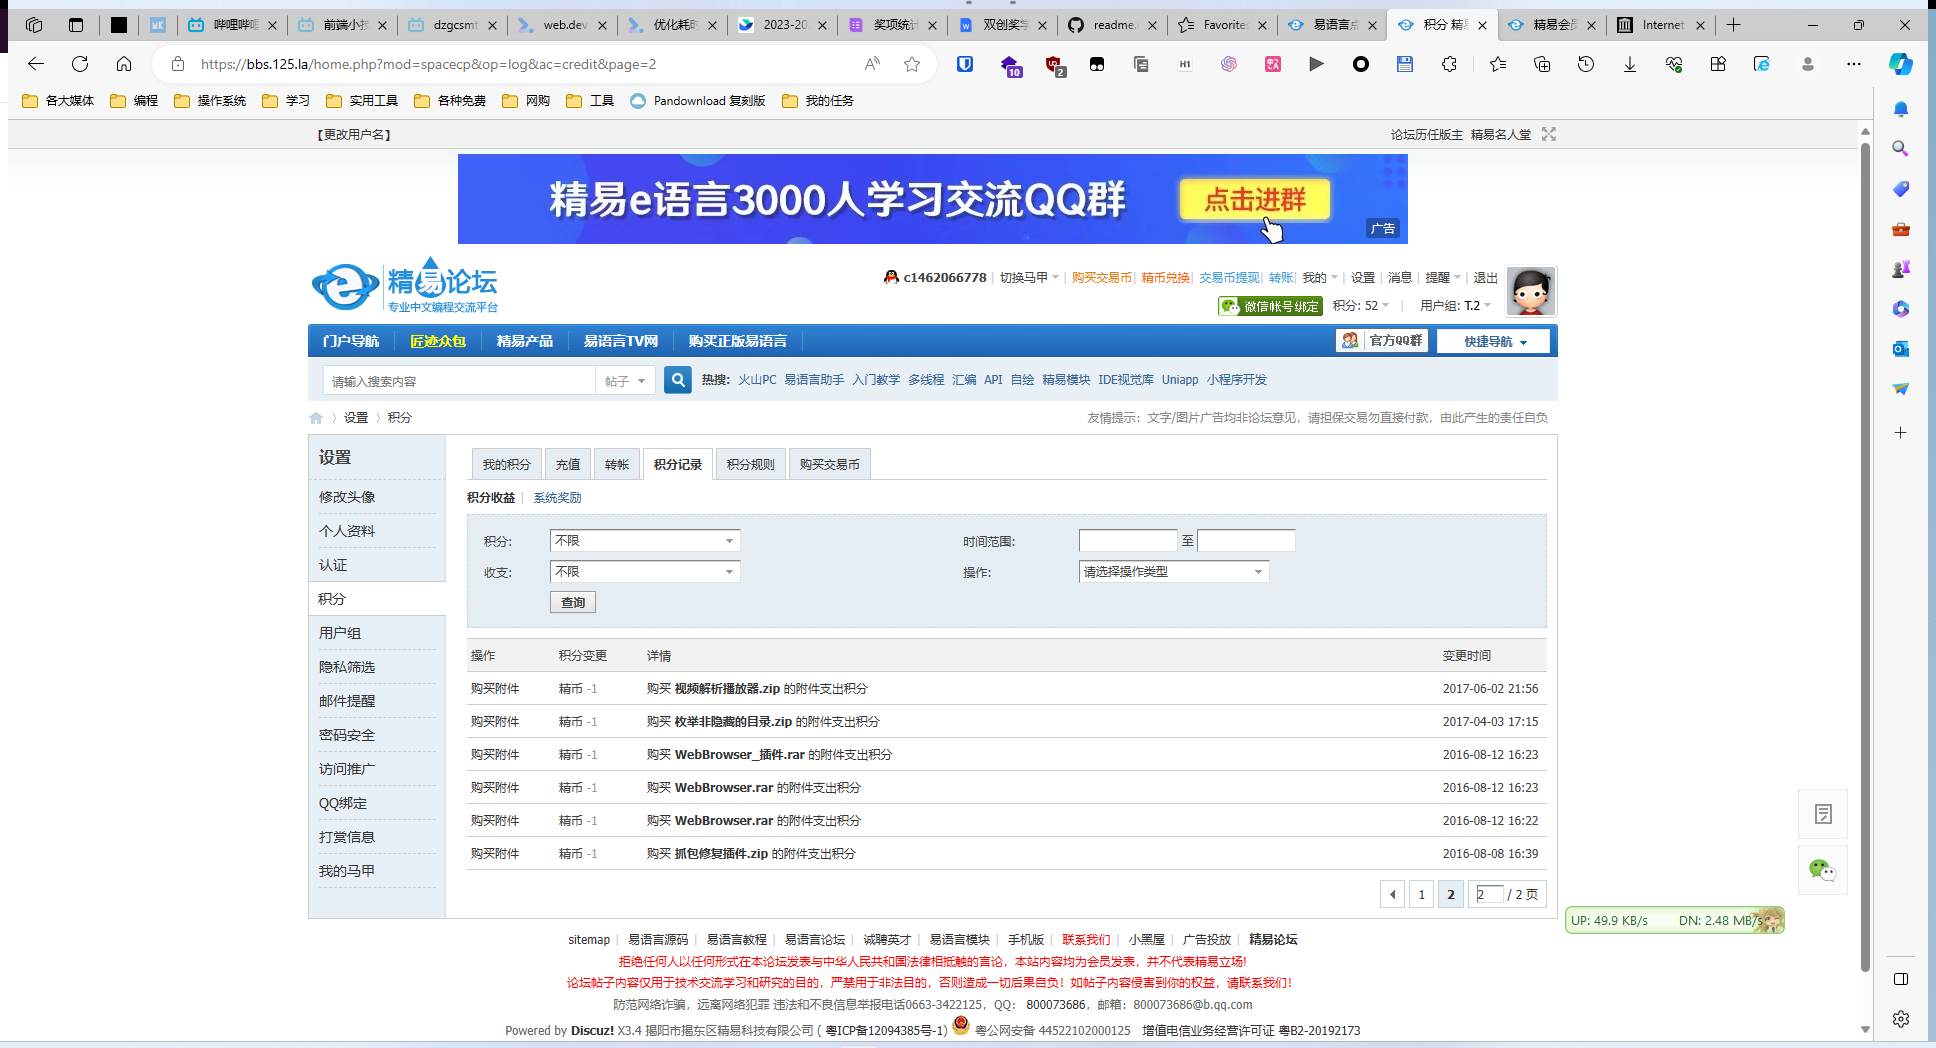 哔哩哔哩
前端小技
dzgcsmt
web.dev
优化耗时
2023-20
奖项统计
双创奖学
readme.
Favorites
易语言点
积分 精易
精易会员
Internet
https://bbs.125.la/home.php?mod=spacecp&op=log&ac=credit&page=2
10
2
H1
各大媒体 编程 操作系统 学习 实用工具 各种免费 网购 工具 Pandownload 复刻版 我的任务
【更改用户名】
论坛历任版主 精易名人堂
精易e语言3000人学习交流QQ群 点击进群
广告
精易论坛
专业中文编程交流平台
c1462066778 | 切换马甲 | 购买交易币 | 精币兑换 | 交易币提现 | 转账 | 我的 | 设置 | 消息 | 提醒 | 退出
微信帐号绑定 积分: 52 | 用户组: T.2
门户导航 匠迹众包 精易产品 易语言TV网 购买正版易语言
官方QQ群 快捷导航
请输入搜索内容 帖子 热搜: 火山PC 易语言助手 入门教学 多线程 汇编 API 自绘 精易模块 IDE视觉库 Uniapp 小程序开发
设置 积分
友情提示：文字/图片广告均非论坛意见，请担保交易勿直接付款，由此产生的责任自负
设置
修改头像
个人资料
认证
积分
用户组
隐私筛选
邮件提醒
密码安全
访问推广
QQ绑定
打赏信息
我的马甲
我的积分 充值 转帐 积分记录 积分规则 购买交易币
积分收益 | 系统奖励
积分: 不限 时间范围: 至
收支: 不限 操作: 请选择操作类型
查询
操作 积分变更 详情 变更时间
购买附件 精币 -1 购买 视频解析播放器.zip 的附件支出积分 2017-06-02 21:56
购买附件 精币 -1 购买 枚举非隐藏的目录.zip 的附件支出积分 2017-04-03 17:15
购买附件 精币 -1 购买 WebBrowser_插件.rar 的附件支出积分 2016-08-12 16:23
购买附件 精币 -1 购买 WebBrowser.rar 的附件支出积分 2016-08-12 16:23
购买附件 精币 -1 购买 WebBrowser.rar 的附件支出积分 2016-08-12 16:22
购买附件 精币 -1 购买 抓包修复插件.zip 的附件支出积分 2016-08-08 16:39
1 2 2 / 2 页
UP: 49.9 KB/s DN: 2.48 MB/s
sitemap | 易语言源码 | 易语言教程 | 易语言论坛 | 诚聘英才 | 易语言模块 | 手机版 | 联系我们 | 小黑屋 | 广告投放 | 精易论坛
拒绝任何人以任何形式在本论坛发表与中华人民共和国法律相抵触的言论，本站内容均为会员发表，并不代表精易立场!
论坛帖子内容仅用于技术交流学习和研究的目的，严禁用于非法目的，否则造成一切后果自负！如帖子内容侵害到你的权益，请联系我们！
防范网络诈骗，远离网络犯罪 违法和不良信息举报电话0663-3422125，QQ: 800073686，邮箱：800073686@b.qq.com
Powered by Discuz! X3.4 揭阳市揭东区精易科技有限公司 ( 粤ICP备12094385号-1) 粤公网安备 44522102000125 增值电信业务经营许可证 粤B2-20192173